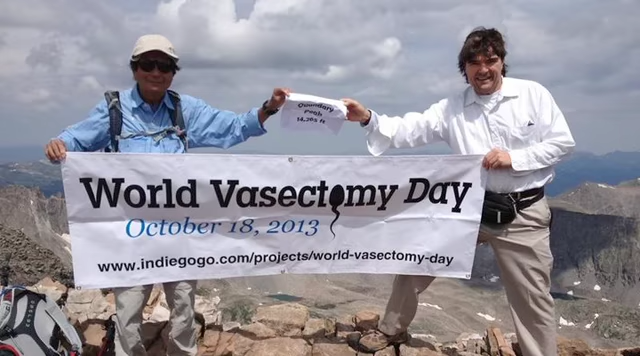 Quandary
Peak
14,265 ft
World Vasectomy Day
October 18, 2013
www.indiegogo.com/projects/world-vasectomy-day